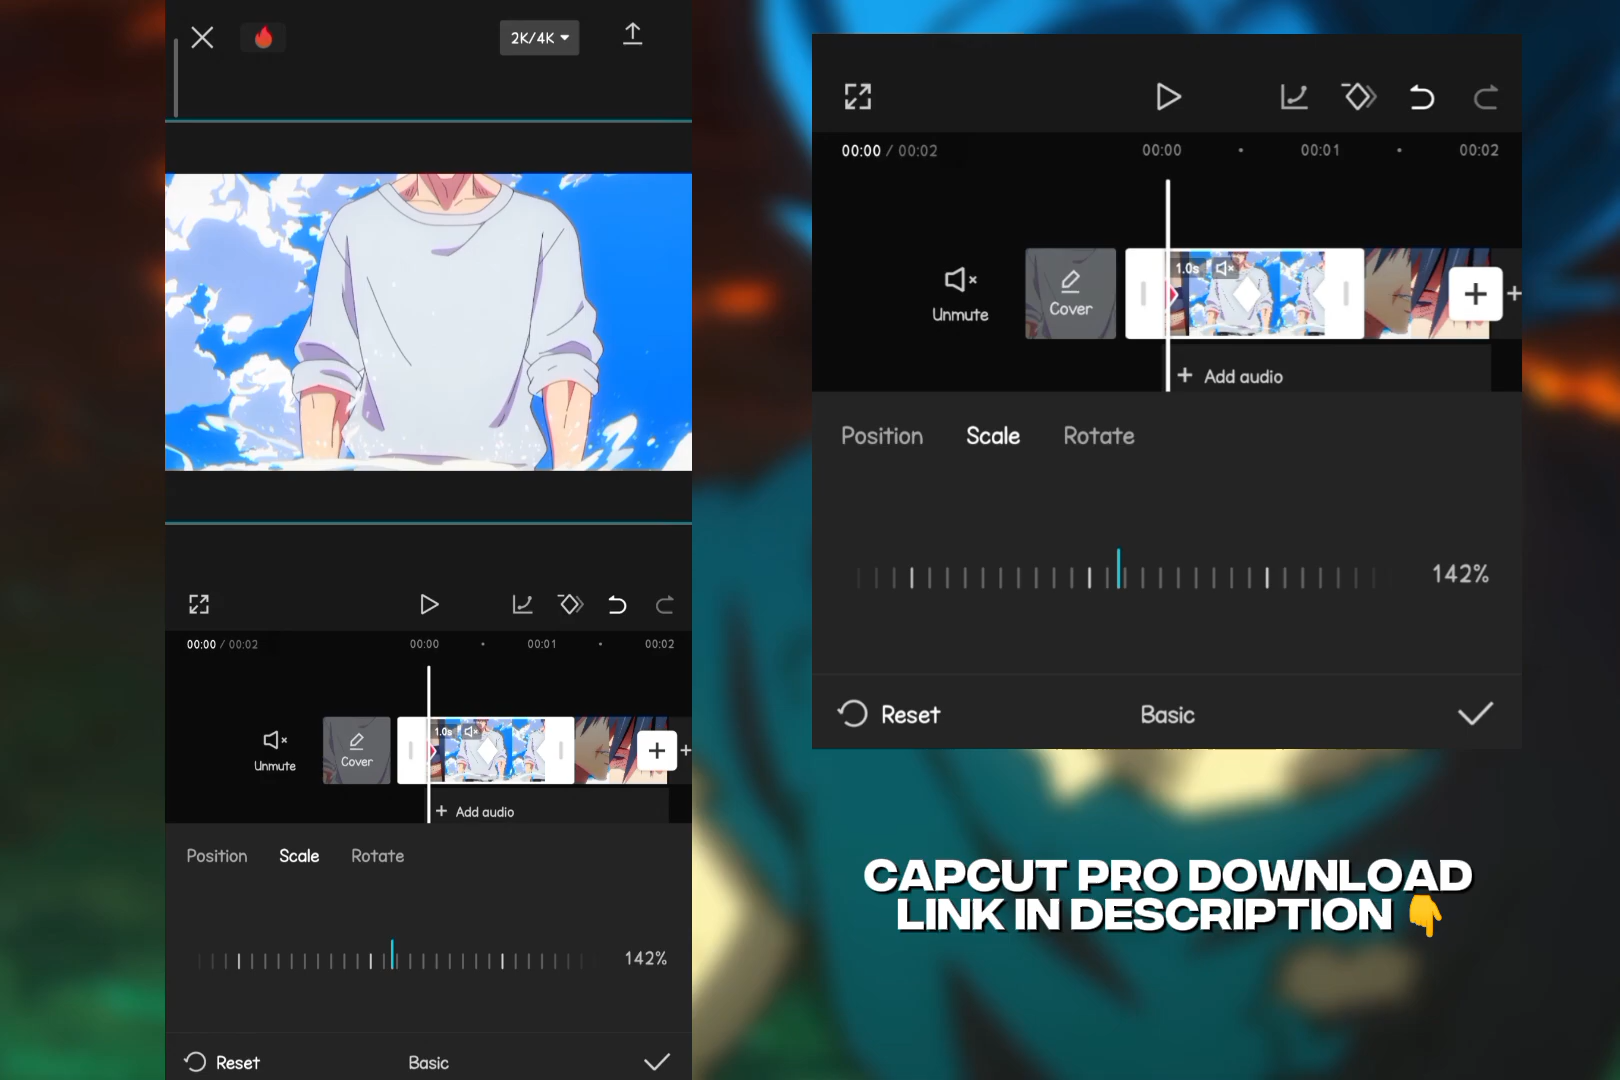 2K/4K
00:00 / 00:02
00:00
00:01
00:02
Unmute
Cover
1.0s
Add audio
Position
Scale
Rotate
142%
Reset
Basic
00:00 / 00:02
00:00
00:01
00:02
Unmute
Cover
1.0s
Add audio
Position
Scale
Rotate
142%
Reset
Basic
CAPCUT PRO DOWNLOAD
LINK IN DESCRIPTION 👇